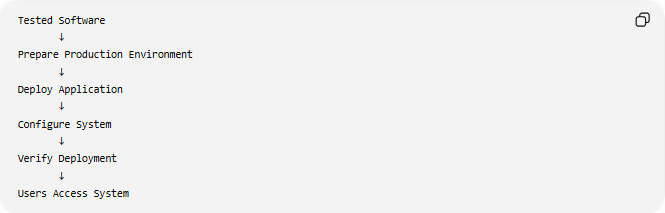 Tested Software
↓
Prepare Production Environment
↓
Deploy Application
↓
Configure System
↓
Verify Deployment
↓
Users Access System